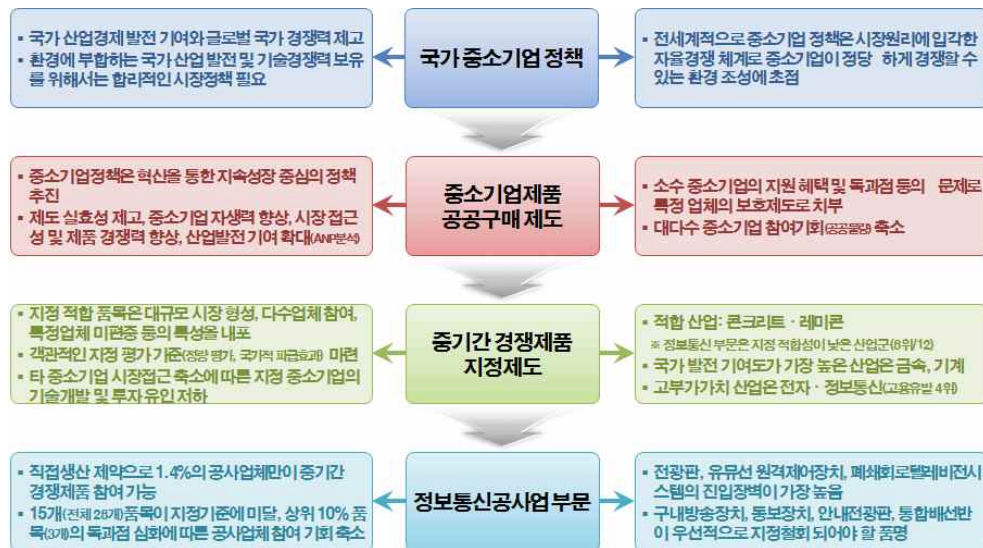 ▪ 국가 산업경제 발전 기여와 글로벌 국가 경쟁력 제고
▪ 환경에 부합하는 국가 산업 발전 및 기술경쟁력 보유
를 위해서는 합리적인 시장정책 필요
국가 중소기업 정책
▪ 전세계적으로 중소기업 정책은 시장원리에 입각한
자율경쟁 체계로 중소기업이 정당 하게 경쟁할 수
있는 환경 조성에 초점
▪ 중소기업정책은 혁신을 통한 지속성장 중심의 정책
추진
▪ 제도 실효성 제고, 중소기업 자생력 향상, 시장 접근
성 및 제품 경쟁력 향상, 산업발전 기여 확대(ANP분석)
중소기업제품
공공구매 제도
▪ 소수 중소기업의 지원 혜택 및 독과점 등의 문제로
특정 업체의 보호제도로 치부
▪ 대다수 중소기업 참여기회(공공조달) 축소
▪ 지정 적합 품목은 대규모 시장 형성, 다수업체 참여,
특정업체 미편중 등의 특성을 내포
▪ 객관적인 지정 평가 기준(정량 평가, 국가적 파급효과) 마련
▪ 타 중소기업 시장접근 축소에 따른 지정 중소기업의
기술개발 및 투자 유인 저하
중기간 경쟁제품
지정제도
▪ 적합 산업: 콘크리트ㆍ레미콘
※ 정보통신 부문은 지정 적합성이 낮은 산업군(8위/12)
▪ 국가 발전 기여도가 가장 높은 산업은 금속, 기계
▪ 고부가가치 산업은 전자ㆍ정보통신(고용유발 4위)
▪ 직접생산 제약으로 1.4%의 공사업체만이 중기간
경쟁제품 참여 가능
▪ 15개(전체 28개)품목이 지정기준에 미달, 상위 10% 품
목(3개)의 독과점 심화에 따른 공사업체 참여 기회 축소
정보통신공사업 부문
▪ 전광판, 유무선 원격제어장치, 폐쇄회로텔레비전시
스템의 진입장벽이 가장 높음
▪ 구내방송장치, 통보장치, 안내전광판, 통합배선반
이 우선적으로 지정철회 되어야 할 품명